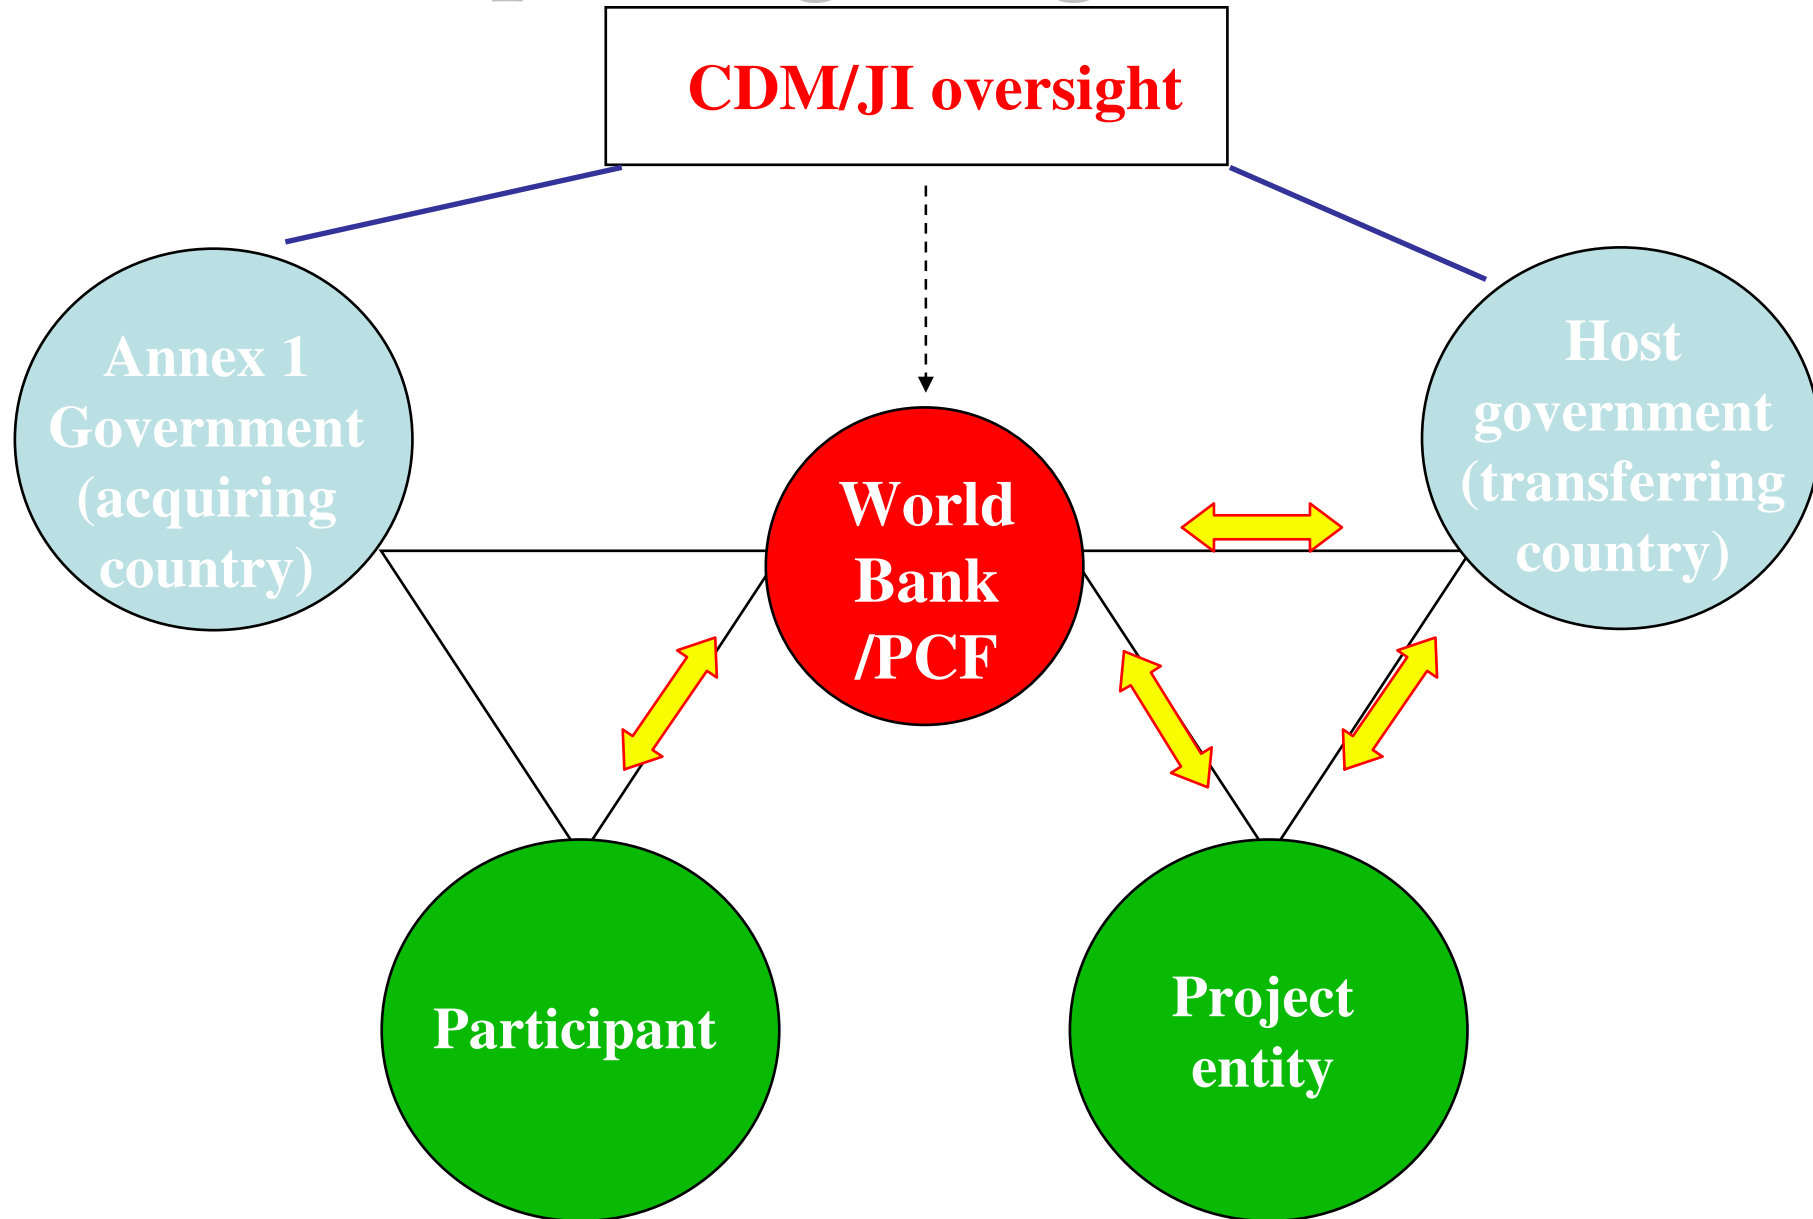 CDM/JI oversight
Annex 1
Government
(acquiring
country)
Host
government
(transferring
country)
World
Bank
/PCF
Participant
Project
entity